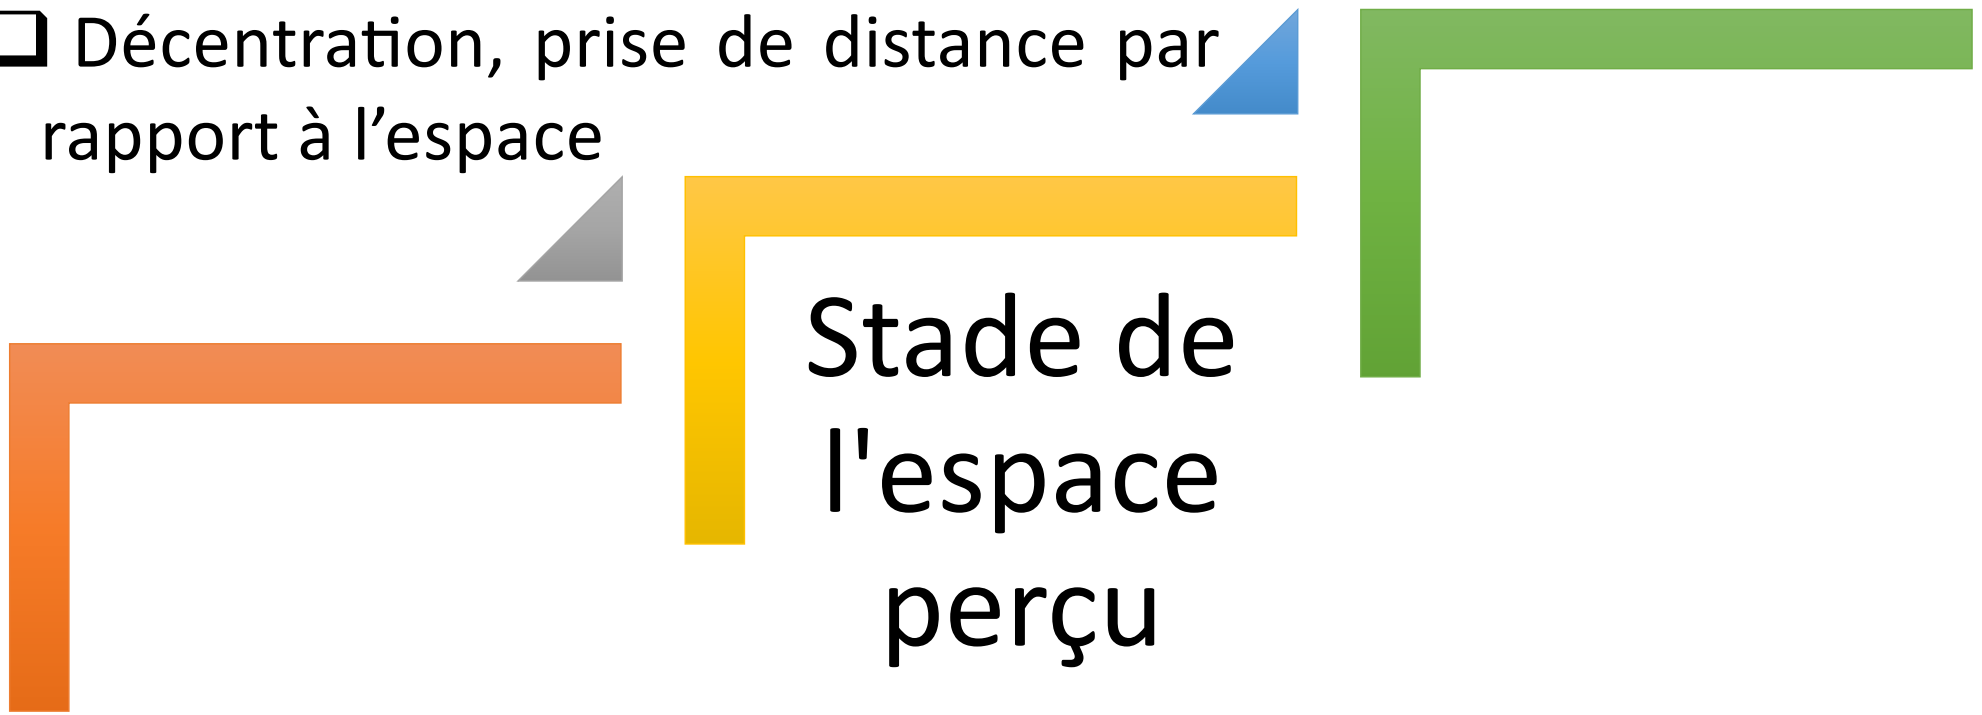 Décentration, prise de distance par
rapport à l’espace
Stade de
l'espace
perçu